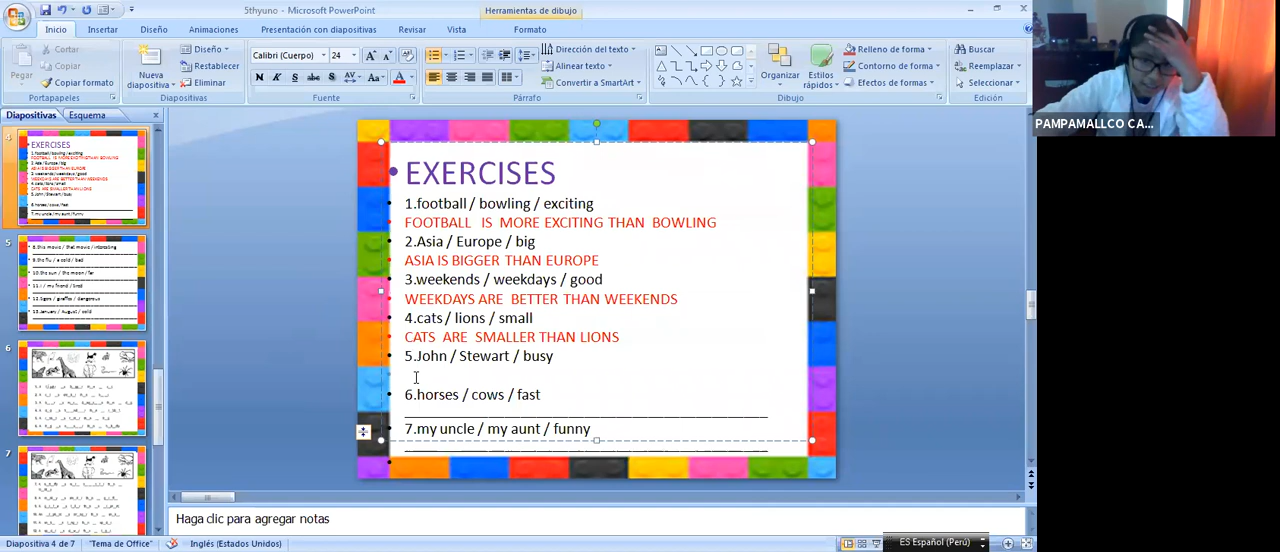 5thyuno - Microsoft PowerPoint
Herramientas de dibujo
Inicio Insertar Diseño Animaciones Presentación con diapositivas Revisar Vista Formato
Cortar
Copiar
Copiar formato
Pegar
Portapapeles
Nueva diapositiva
Diseño
Restablecer
Eliminar
Diapositivas
Calibri (Cuerpo) 24
Fuente
Dirección del texto
Alinear texto
Convertir a SmartArt
Párrafo
Organizar
Estilos rápidos
Relleno de forma
Contorno de forma
Efectos de formas
Dibujo
Buscar
Reemplazar
Seleccionar
Edición
PAMPAMALLCO CA...
Diapositivas Esquema
4
5
6
7
EXERCISES
1.football / bowling / exciting
FOOTBALL IS MORE EXCITING THAN BOWLING
2.Asia / Europe / big
ASIA IS BIGGER THAN EUROPE
3.weekends / weekdays / good
WEEKDAYS ARE BETTER THAN WEEKENDS
4.cats / lions / small
CATS ARE SMALLER THAN LIONS
5.John / Stewart / busy
6.horses / cows / fast
7.my uncle / my aunt / funny
Haga clic para agregar notas
Diapositiva 4 de 7 "Tema de Office" Inglés (Estados Unidos) ES Español (Perú)